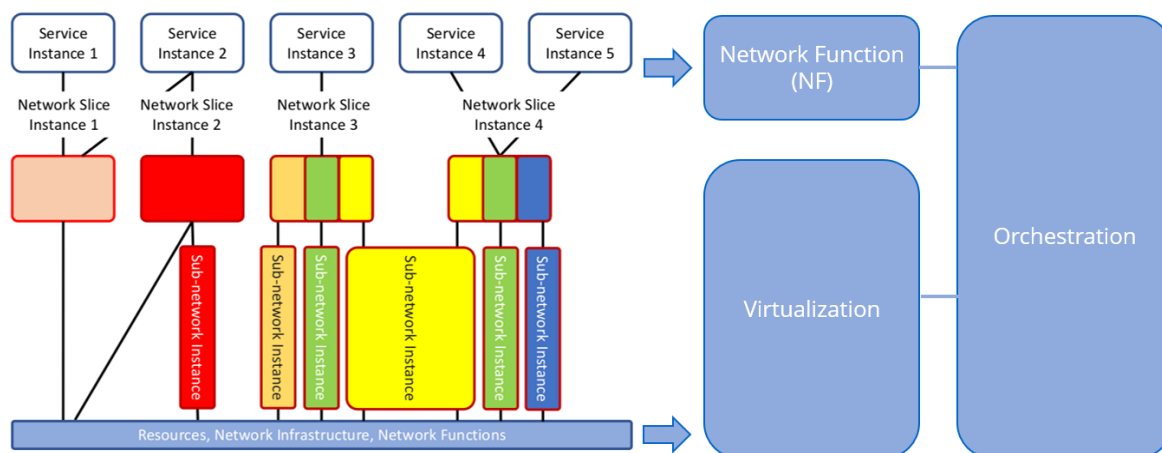 Service
Instance 1
Service
Instance 2
Service
Instance 3
Service
Instance 4
Service
Instance 5
Network Slice
Instance 1
Network Slice
Instance 2
Network Slice
Instance 3
Network Slice
Instance 4
Sub-network Instance
Sub-network Instance
Sub-network Instance
Sub-network Instance
Sub-network Instance
Sub-network Instance
Resources, Network Infrastructure, Network Functions
Network Function
(NF)
Virtualization
Orchestration